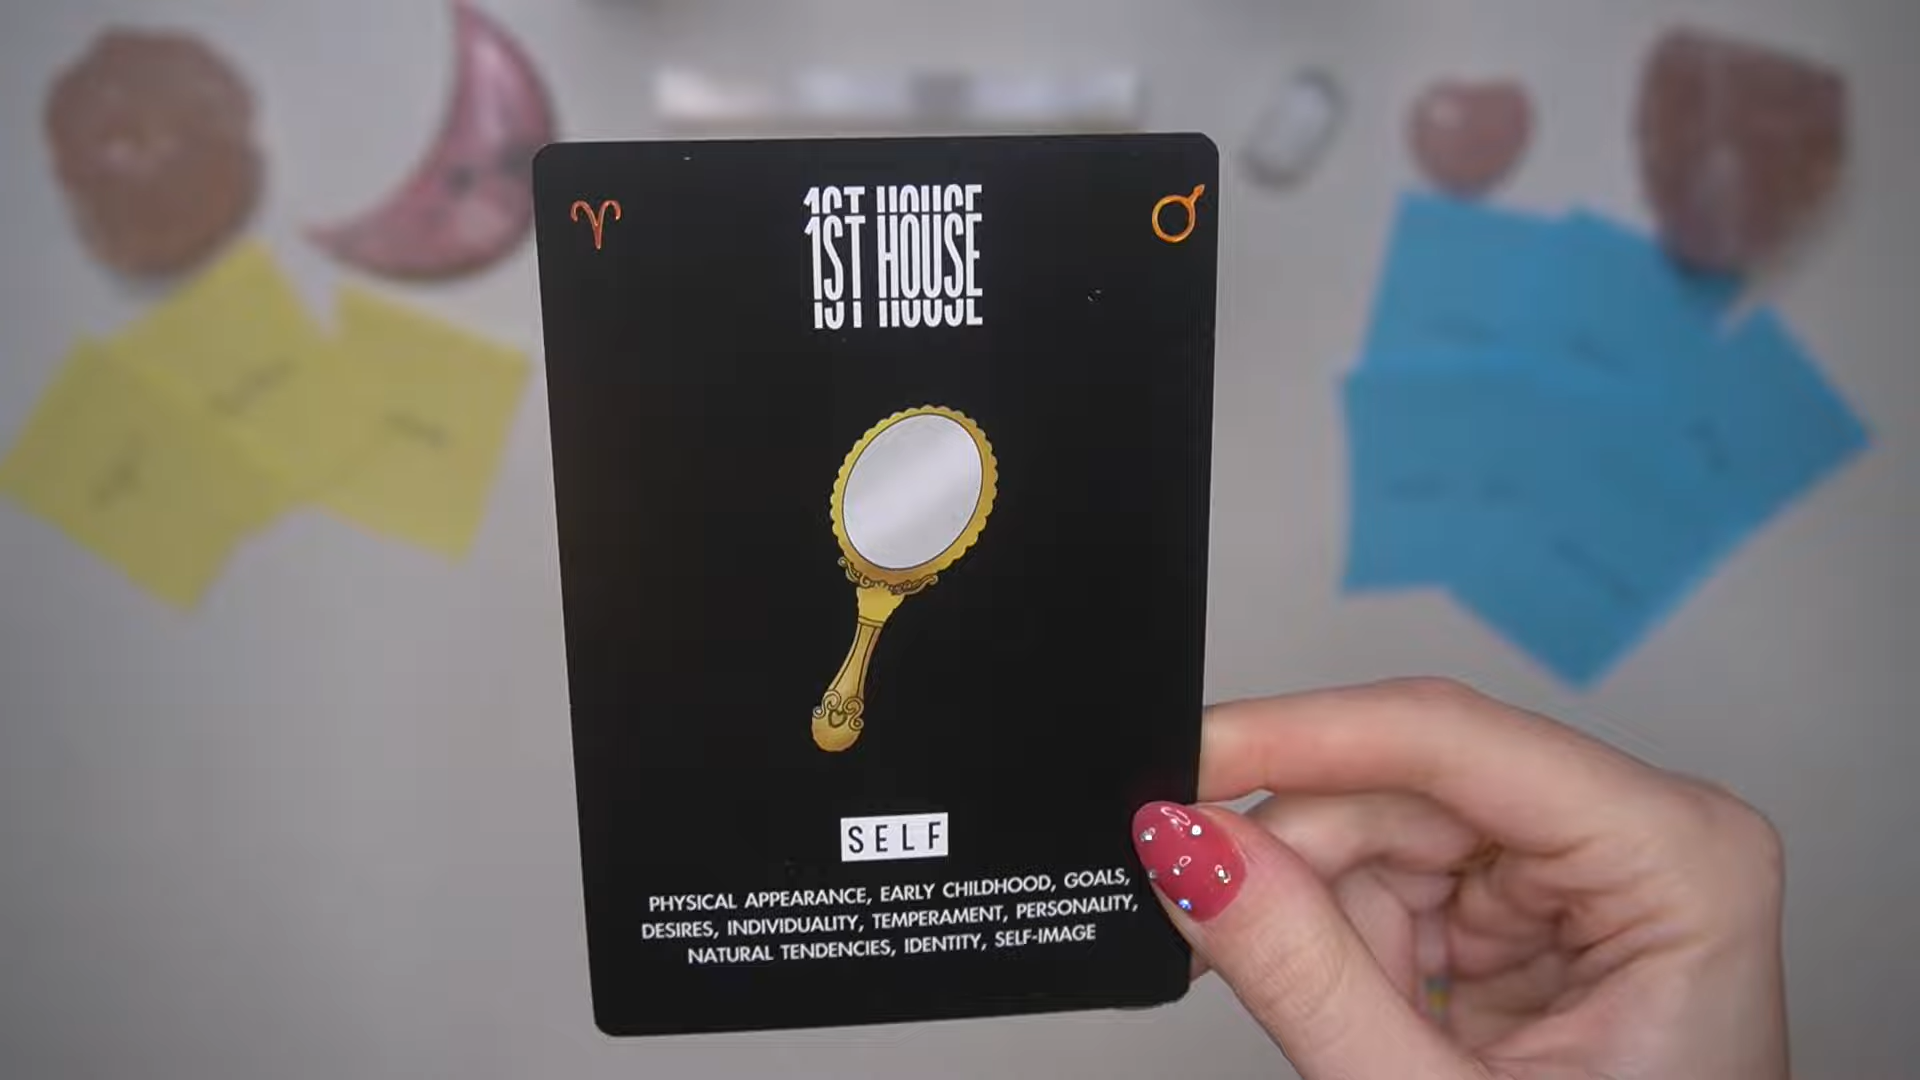 1ST HOUSE
SELF
PHYSICAL APPEARANCE, EARLY CHILDHOOD, GOALS,
DESIRES, INDIVIDUALITY, TEMPERAMENT, PERSONALITY,
NATURAL TENDENCIES, IDENTITY, SELF-IMAGE